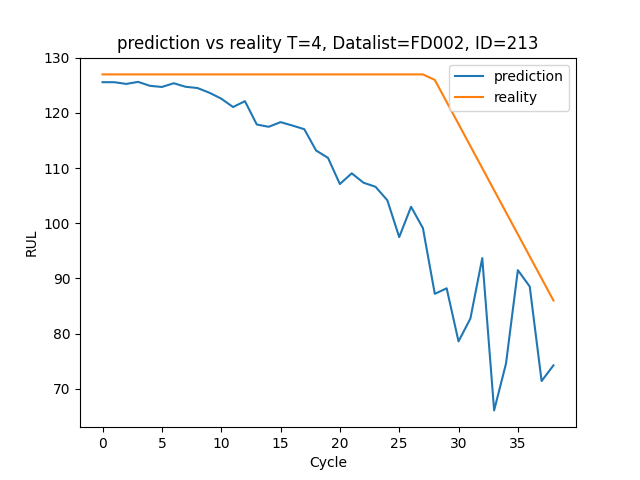 prediction vs reality T=4, Datalist=FD002, ID=213
130
120
110
100
90
80
70
RUL
prediction
reality
0 5 10 15 20 25 30 35
Cycle